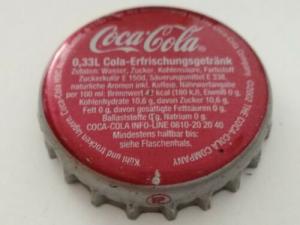 Coca-Cola
0,33L Cola-Erfrischungsgetränk
Zutaten: Wasser, Zucker, Kohlensäure, Farbstoff
Zuckerkulör E 150d, Säuerungsmittel E 338,
natürliche Aromen inkl. Koffein. Nährwertangabe
per 100 ml: Brennwert kJ/kcal (180 kJ), Eiweiß 0 g
Kohlenhydrate 10,6 g, davon Zucker 10,6 g,
Fett 0 g, davon gesättigte Fettsäuren 0 g,
Ballaststoffe 0 g, Natrium 0 g
COCA-COLA INFO-LINE 0810-20 20 40
Mindestens haltbar bis:
siehe Flaschenhals.
Kühl und trocken lagern.
THE COCA-COLA COMPANY